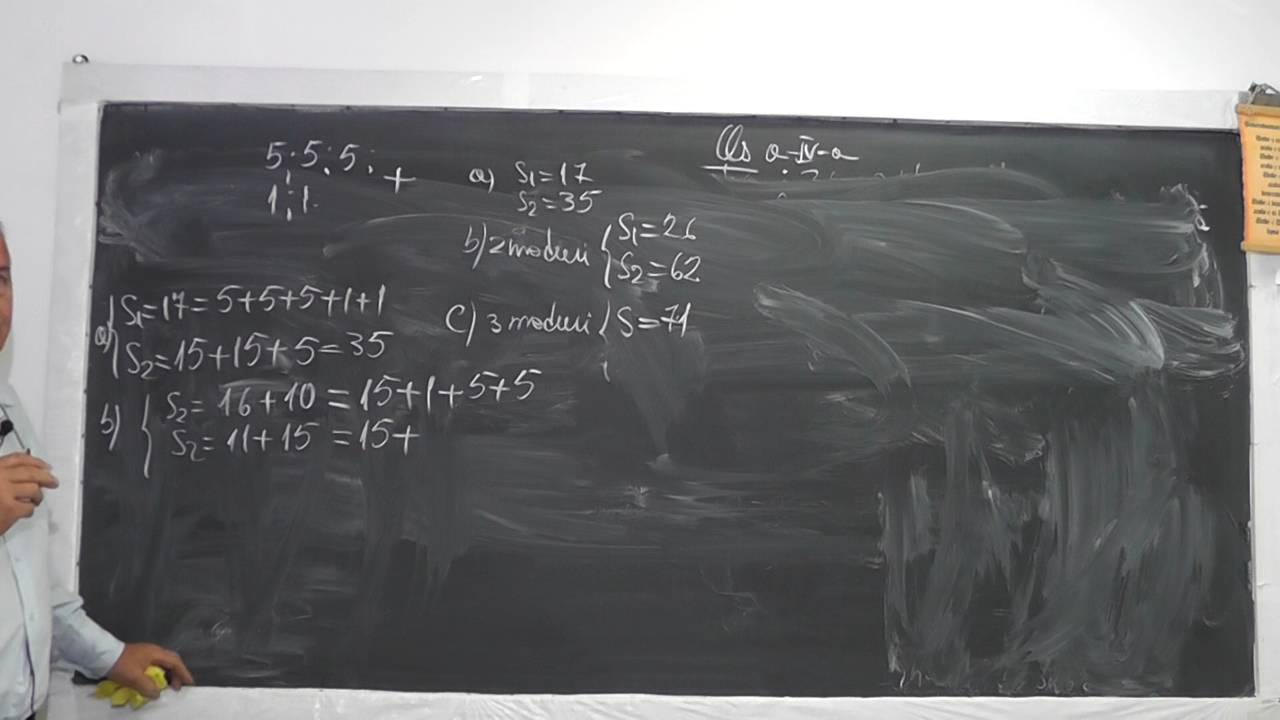 5; 5; 5; +
1; 1
a) S₁=17
S₂=35
b) 2 moduri { S₁=26
S₂=62
c) 3 moduri { S=71
Cls a-IV-a
a) { S₁=17=5+5+5+1+1
S₂=15+15+5=35
b) { S₂=16+10=15+1+5+5
S₂=11+15=15+